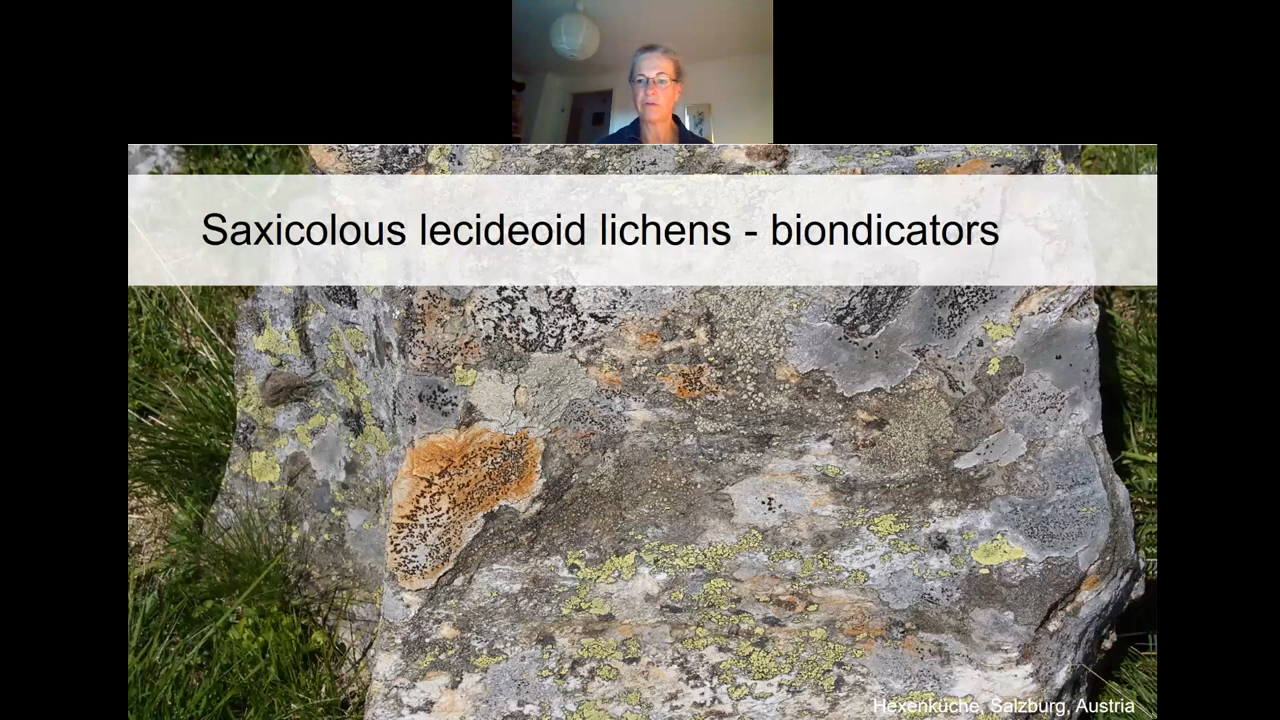 Saxicolous lecideoid lichens - biondicators
Hexenküche, Salzburg, Austria